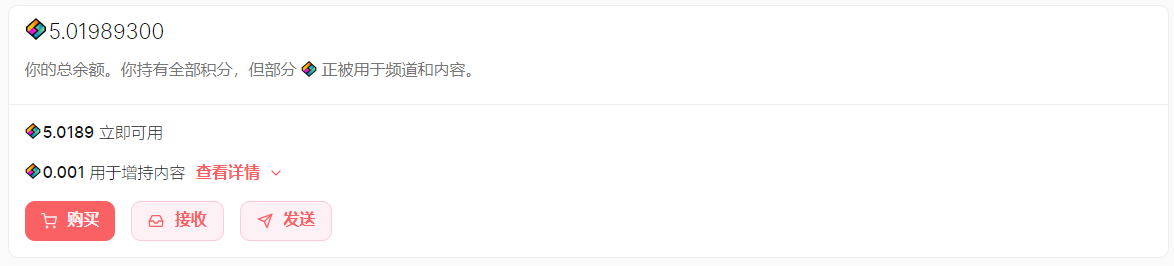 5.01989300
你的总余额。你持有全部积分，但部分 正被用于频道和内容。
5.0189 立即可用
0.001 用于增持内容 查看详情
购买 接收 发送